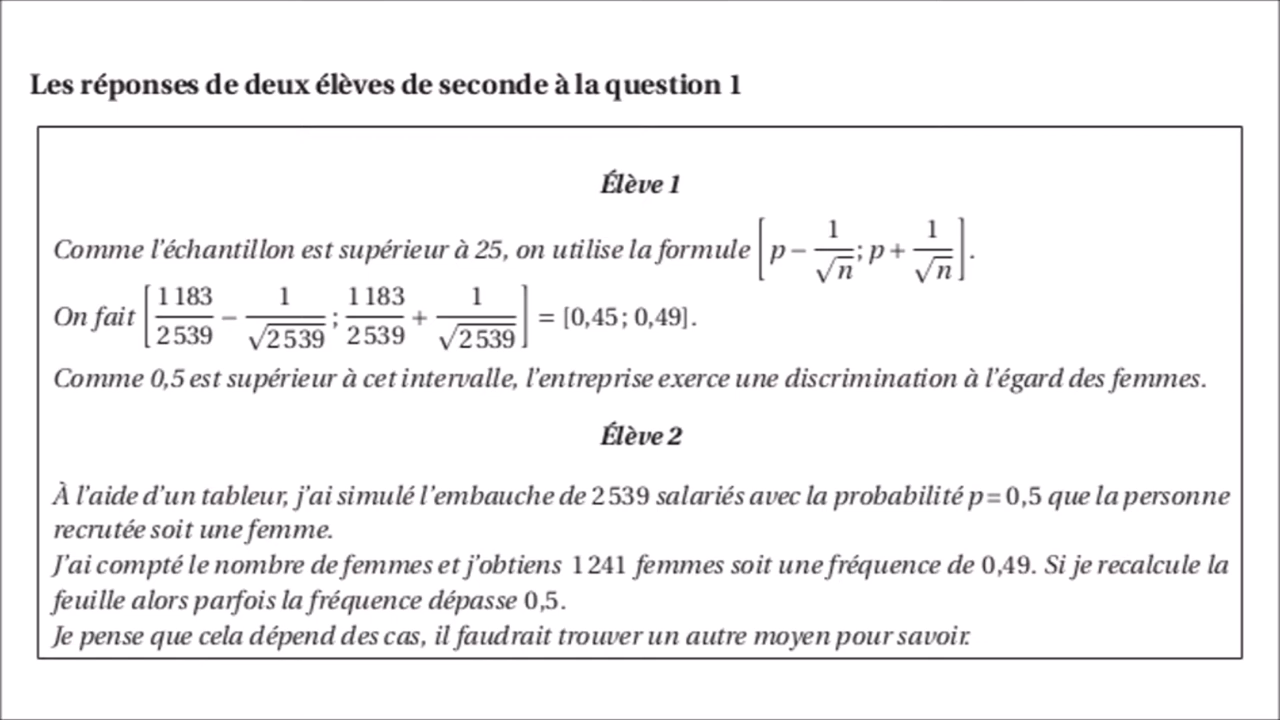 Les réponses de deux élèves de seconde à la question 1
Élève 1
Comme l'échantillon est supérieur à 25, on utilise la formule [p − 1/√n ; p + 1/√n].
On fait [1 183/2 539 − 1/√2 539 ; 1 183/2 539 + 1/√2 539] = [0,45 ; 0,49].
Comme 0,5 est supérieur à cet intervalle, l'entreprise exerce une discrimination à l'égard des femmes.
Élève 2
À l'aide d'un tableur, j'ai simulé l'embauche de 2 539 salariés avec la probabilité p = 0,5 que la personne
recrutée soit une femme.
J'ai compté le nombre de femmes et j'obtiens 1 241 femmes soit une fréquence de 0,49. Si je recalcule la
feuille alors parfois la fréquence dépasse 0,5.
Je pense que cela dépend des cas, il faudrait trouver un autre moyen pour savoir.